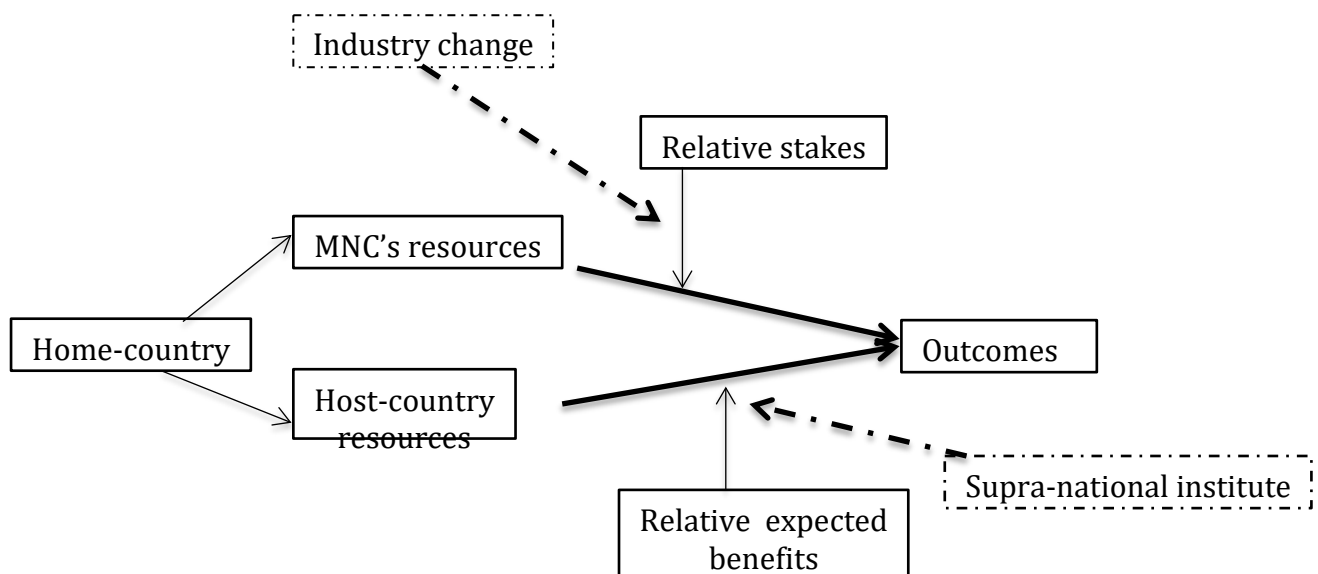 Industry change
Relative stakes
MNC’s resources
Home-country
Outcomes
Host-country
resources
Supra-national institute
Relative expected
benefits